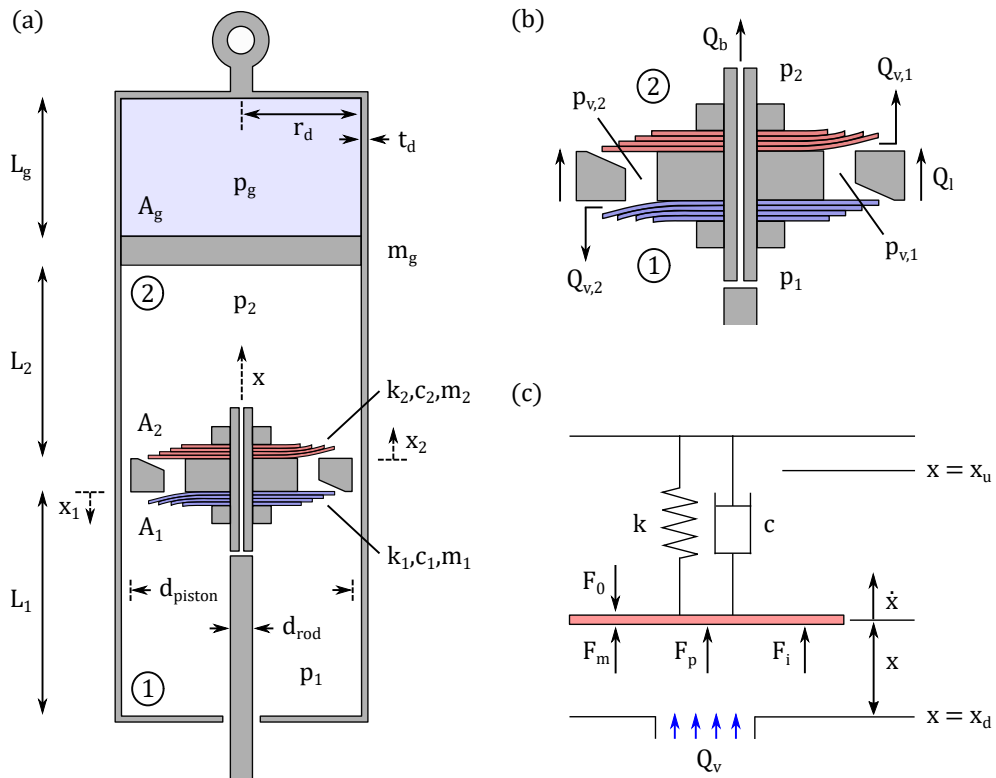 (a)
L_g
r_d
t_d
p_g
A_g
m_g
2
p_2
L_2
x
k_2,c_2,m_2
A_2
x_2
x_1
A_1
k_1,c_1,m_1
L_1
d_piston
d_rod
p_1
1
(b)
Q_b
p_2
Q_v,1
2
p_v,2
Q_l
1
Q_v,2
p_1
p_v,1
(c)
x = x_u
k
c
F_0
ẋ
F_m
F_p
F_i
x
x = x_d
Q_v